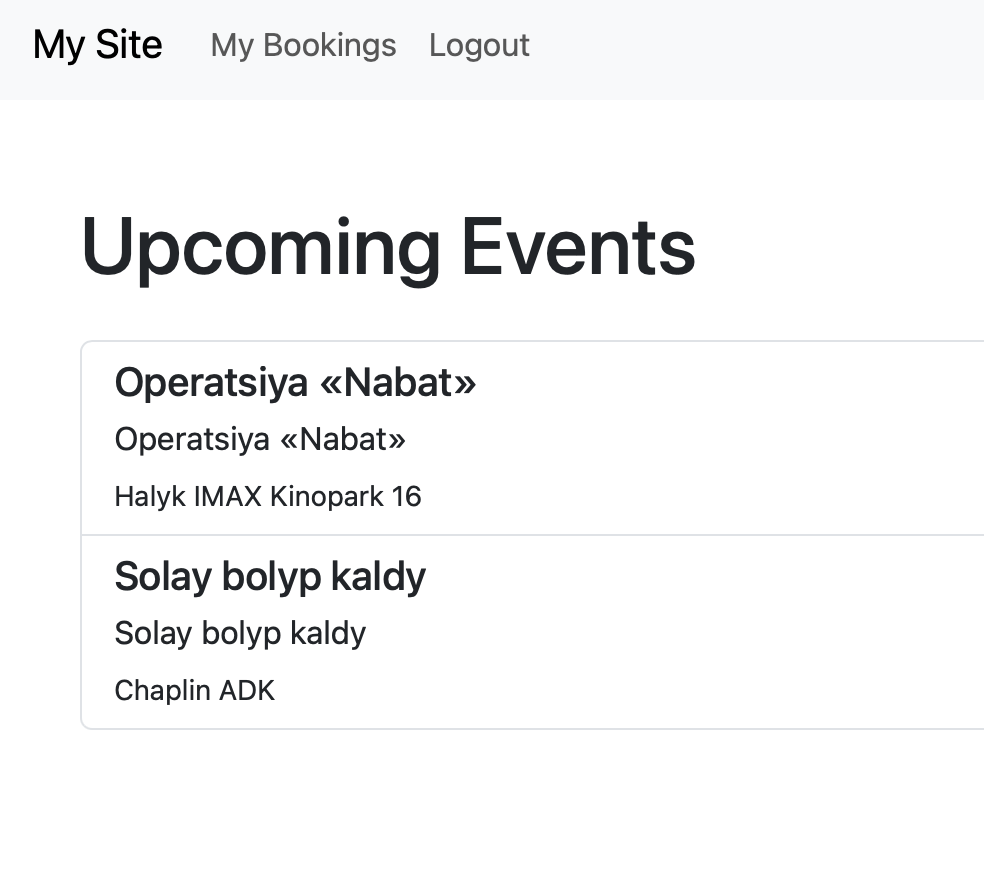 My Site My Bookings Logout
Upcoming Events
Operatsiya «Nabat»
Operatsiya «Nabat»
Halyk IMAX Kinopark 16
Solay bolyp kaldy
Solay bolyp kaldy
Chaplin ADK